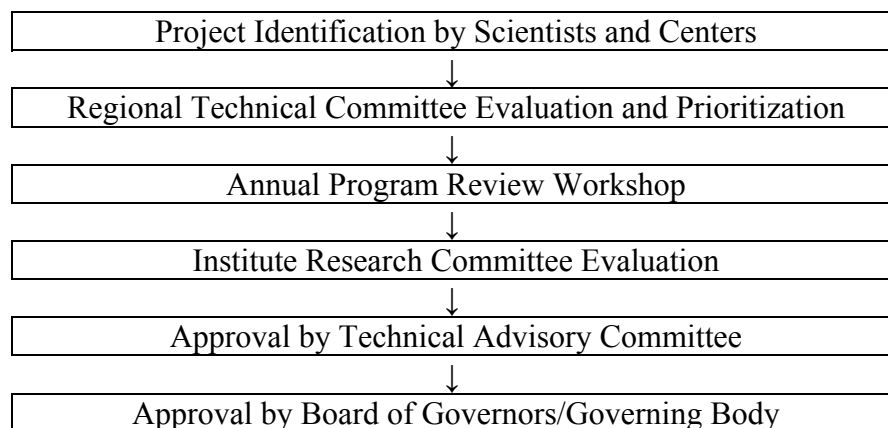 Project Identification by Scientists and Centers
↓
Regional Technical Committee Evaluation and Prioritization
↓
Annual Program Review Workshop
↓
Institute Research Committee Evaluation
↓
Approval by Technical Advisory Committee
↓
Approval by Board of Governors/Governing Body